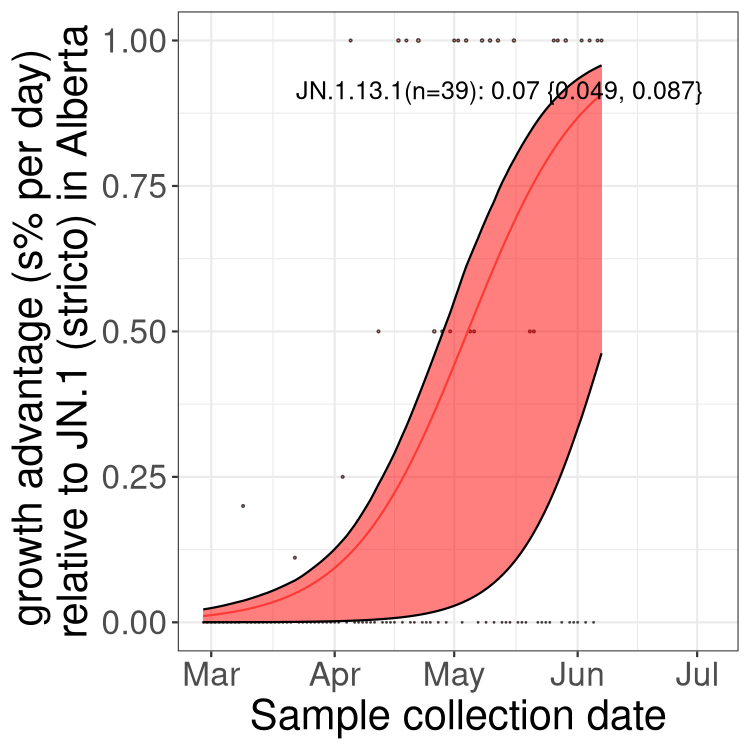 growth advantage (s% per day)
relative to JN.1 (stricto) in Alberta
1.00
0.75
0.50
0.25
0.00
JN.1.13.1(n=39): 0.07 {0.049, 0.087}
Mar Apr May Jun Jul
Sample collection date